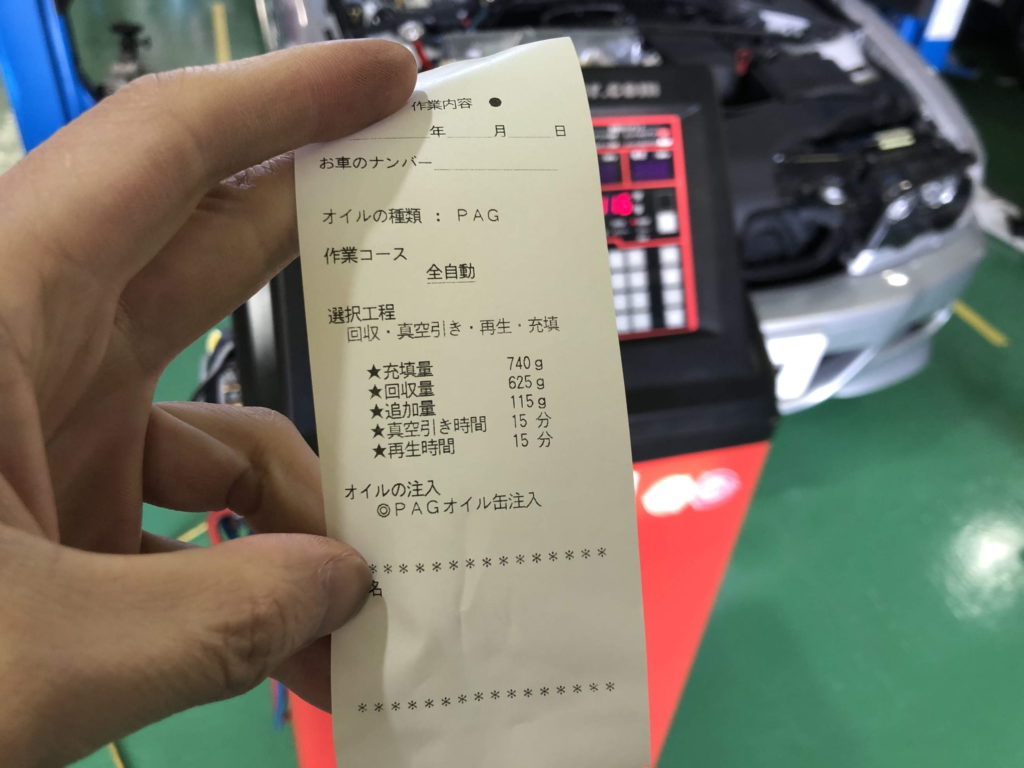 作業内容 ●
年 月 日
お車のナンバー
オイルの種類 : PAG
作業コース
全自動
選択工程
回収・真空引き・再生・充填
★充填量 740g
★回収量 625g
★追加量 115g
★真空引き時間 15 分
★再生時間 15 分
オイルの注入
◎PAGオイル缶注入
**************
名
***************